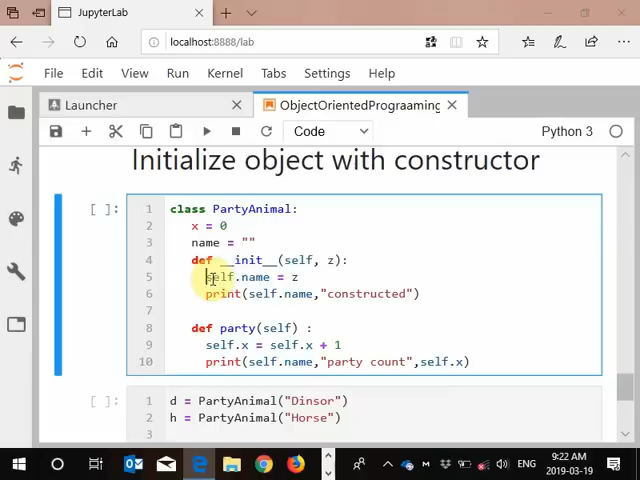 JupyterLab
localhost:8888/lab
File Edit View Run Kernel Tabs Settings Help
Launcher
ObjectOrientedPrograaming
Code
Python 3
Initialize object with constructor
[ ]:
1 class PartyAnimal:
2 x = 0
3 name = ""
4 def __init__(self, z):
5 self.name = z
6 print(self.name,"constructed")
7
8 def party(self) :
9 self.x = self.x + 1
10 print(self.name,"party count",self.x)
[ ]:
1 d = PartyAnimal("Dinsor")
2 h = PartyAnimal("Horse")
3
ENG
9:22 AM
2019-03-19